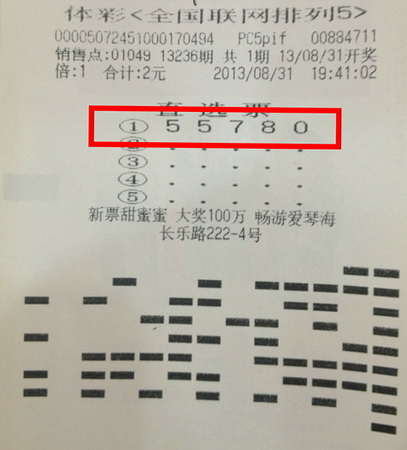 体彩<全国联网排列5>
00005072451000170494 PC5pif 00884711
销售点:01049 13236期 共 1期 13/08/31开奖
倍:1 合计:2元 2013/08/31 19:41:02
直选票
① 5 5 7 8 0
② . . . . .
③ . . . . .
④ . . . . .
⑤ . . . . .
新票甜蜜蜜 大奖100万 畅游爱琴海
长乐路222-4号